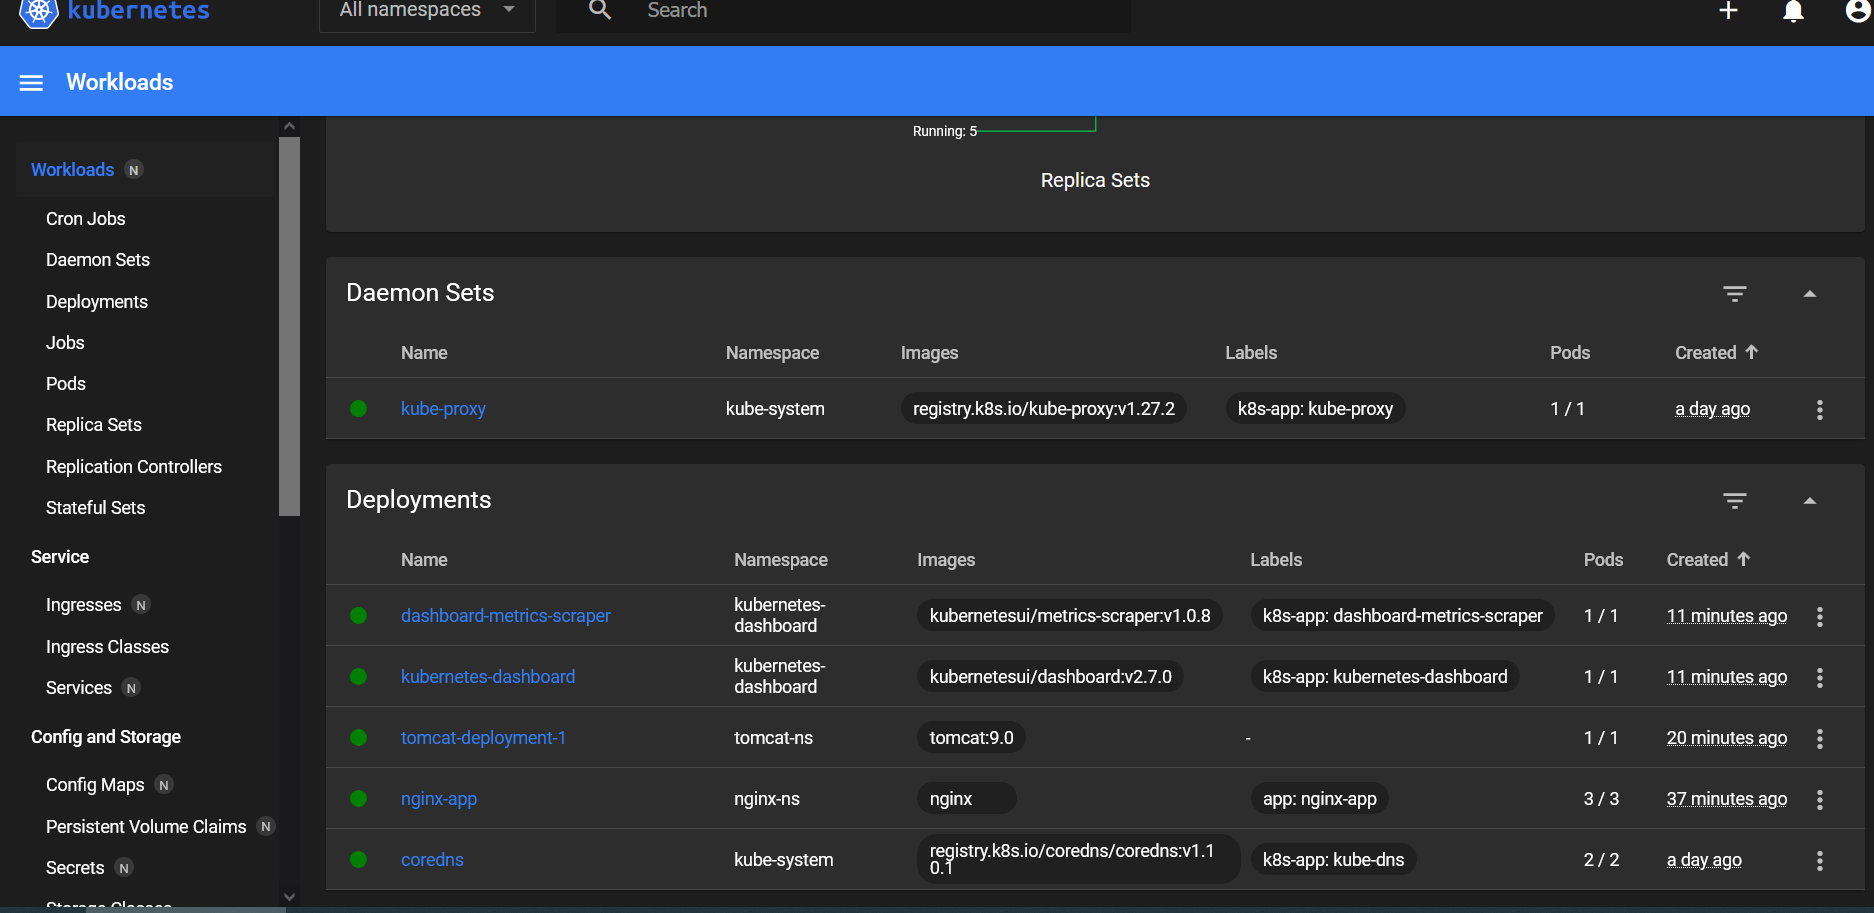 kubernetes
All namespaces
Search
Workloads
Workloads N
Cron Jobs
Daemon Sets
Deployments
Jobs
Pods
Replica Sets
Replication Controllers
Stateful Sets
Service
Ingresses N
Ingress Classes
Services N
Config and Storage
Config Maps N
Persistent Volume Claims N
Secrets N
Storage Classes
Running: 5
Replica Sets
Daemon Sets
Name Namespace Images Labels Pods Created
kube-proxy kube-system registry.k8s.io/kube-proxy:v1.27.2 k8s-app: kube-proxy 1 / 1 a day ago
Deployments
Name Namespace Images Labels Pods Created
dashboard-metrics-scraper kubernetes-
dashboard kubernetesui/metrics-scraper:v1.0.8 k8s-app: dashboard-metrics-scraper 1 / 1 11 minutes ago
kubernetes-dashboard kubernetes-
dashboard kubernetesui/dashboard:v2.7.0 k8s-app: kubernetes-dashboard 1 / 1 11 minutes ago
tomcat-deployment-1 tomcat-ns tomcat:9.0 - 1 / 1 20 minutes ago
nginx-app nginx-ns nginx app: nginx-app 3 / 3 37 minutes ago
coredns kube-system registry.k8s.io/coredns/coredns:v1.1
0.1 k8s-app: kube-dns 2 / 2 a day ago